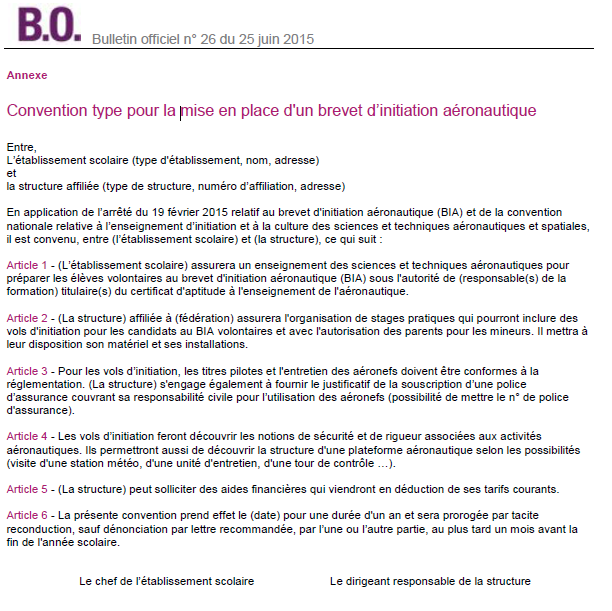 B.O. Bulletin officiel n° 26 du 25 juin 2015
Annexe
Convention type pour la mise en place d'un brevet d’initiation aéronautique
Entre,
L'établissement scolaire (type d'établissement, nom, adresse)
et
la structure affiliée (type de structure, numéro d’affiliation, adresse)
En application de l’arrêté du 19 février 2015 relatif au brevet d'initiation aéronautique (BIA) et de la convention
nationale relative à l’enseignement d’initiation et à la culture des sciences et techniques aéronautiques et spatiales,
il est convenu, entre (l’établissement scolaire) et (la structure), ce qui suit :
Article 1 - (L'établissement scolaire) assurera un enseignement des sciences et techniques aéronautiques pour
préparer les élèves volontaires au brevet d'initiation aéronautique (BIA) sous l'autorité de (responsable(s) de la
formation) titulaire(s) du certificat d'aptitude à l'enseignement de l'aéronautique.
Article 2 - (La structure) affiliée à (fédération) assurera l'organisation de stages pratiques qui pourront inclure des
vols d'initiation pour les candidats au BIA volontaires et avec l'autorisation des parents pour les mineurs. Il mettra à
leur disposition son matériel et ses installations.
Article 3 - Pour les vols d’initiation, les titres pilotes et l'entretien des aéronefs doivent être conformes à la
réglementation. (La structure) s'engage également à fournir le justificatif de la souscription d’une police
d’assurance couvrant sa responsabilité civile pour l’utilisation des aéronefs (possibilité de mettre le n° de police
d'assurance).
Article 4 - Les vols d’initiation feront découvrir les notions de sécurité et de rigueur associées aux activités
aéronautiques. Ils permettront aussi de découvrir la structure d'une plateforme aéronautique selon les possibilités
(visite d'une station météo, d'une unité d'entretien, d'une tour de contrôle …).
Article 5 - (La structure) peut solliciter des aides financières qui viendront en déduction de ses tarifs courants.
Article 6 - La présente convention prend effet le (date) pour une durée d'un an et sera prorogée par tacite
reconduction, sauf dénonciation par lettre recommandée, par l’une ou l’autre partie, au plus tard un mois avant la
fin de l'année scolaire.
Le chef de l’établissement scolaire Le dirigeant responsable de la structure